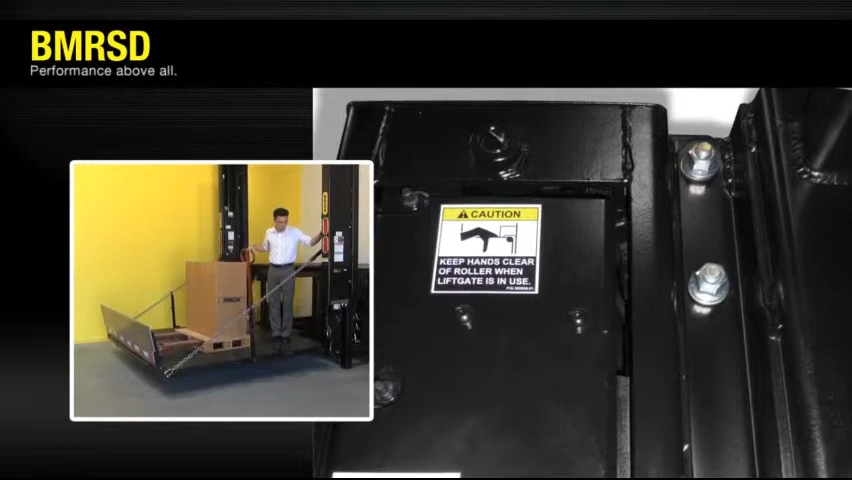 BMRSD
Performance above all.
CAUTION
KEEP HANDS CLEAR
OF ROLLER WHEN
LIFTGATE IS IN USE.